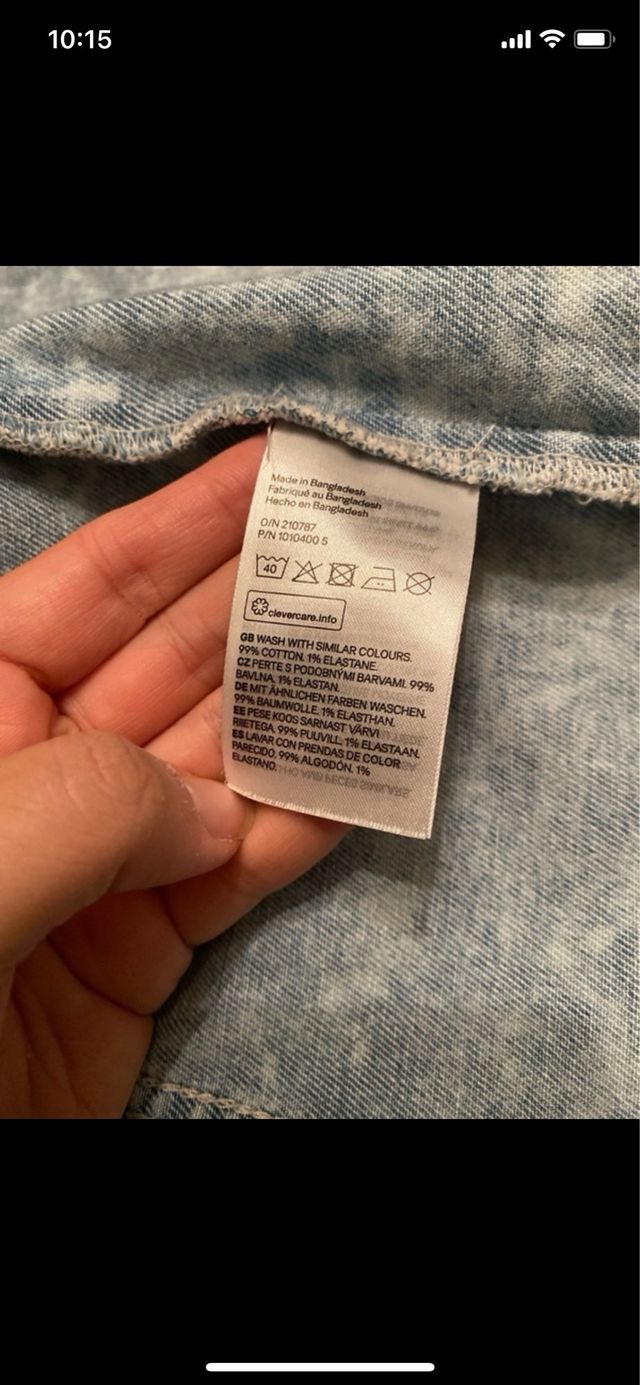 10:15
Made in Bangladesh
Fabriqué au Bangladesh
Hecho en Bangladesh
O/N 210787
P/N 1010400 5
40
clevercare.info
GB WASH WITH SIMILAR COLOURS.
99% COTTON. 1% ELASTANE.
CZ PERTE S PODOBNÝMI BARVAMI. 99%
BAVLNA. 1% ELASTAN.
DE MIT ÄHNLICHEN FARBEN WASCHEN.
99% BAUMWOLLE. 1% ELASTHAN.
EE PESE KOOS SARNAST VÄRVI
RIIETEGA. 99% PUUVILL. 1% ELASTAAN.
ES LAVAR CON PRENDAS DE COLOR
PARECIDO. 99% ALGODÓN. 1%
ELASTANO.